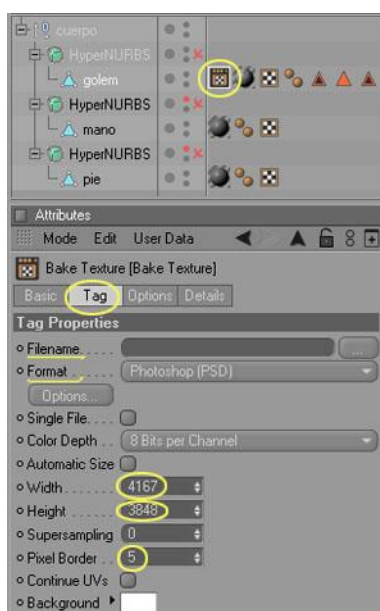 cuerpo
HyperNURBS
golem
HyperNURBS
mano
HyperNURBS
pie
Attributes
Mode Edit User Data
Bake Texture [Bake Texture]
Basic Tag Options Details
Tag Properties
Filename. . . . . ...
Format . . . . . Photoshop (PSD)
Options...
Single File. . . .
Color Depth . . 8 Bits per Channel
Automatic Size
Width . . . . . . . 4167
Height . . . . . . 3848
Supersampling 0
Pixel Border . . 5
Continue UVs
Background